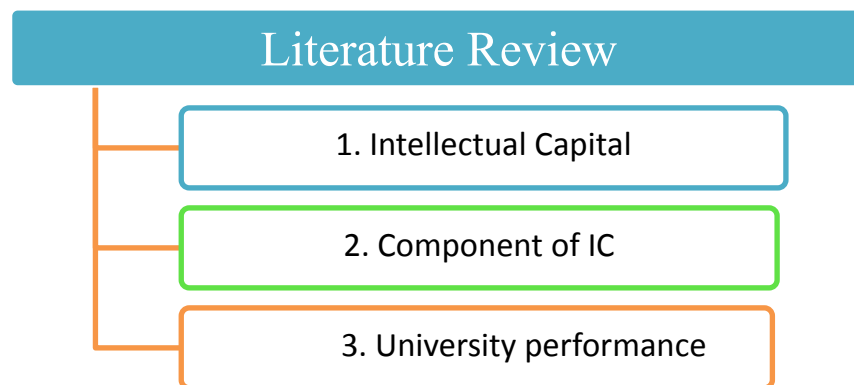 Literature Review
1. Intellectual Capital
2. Component of IC
3. University performance